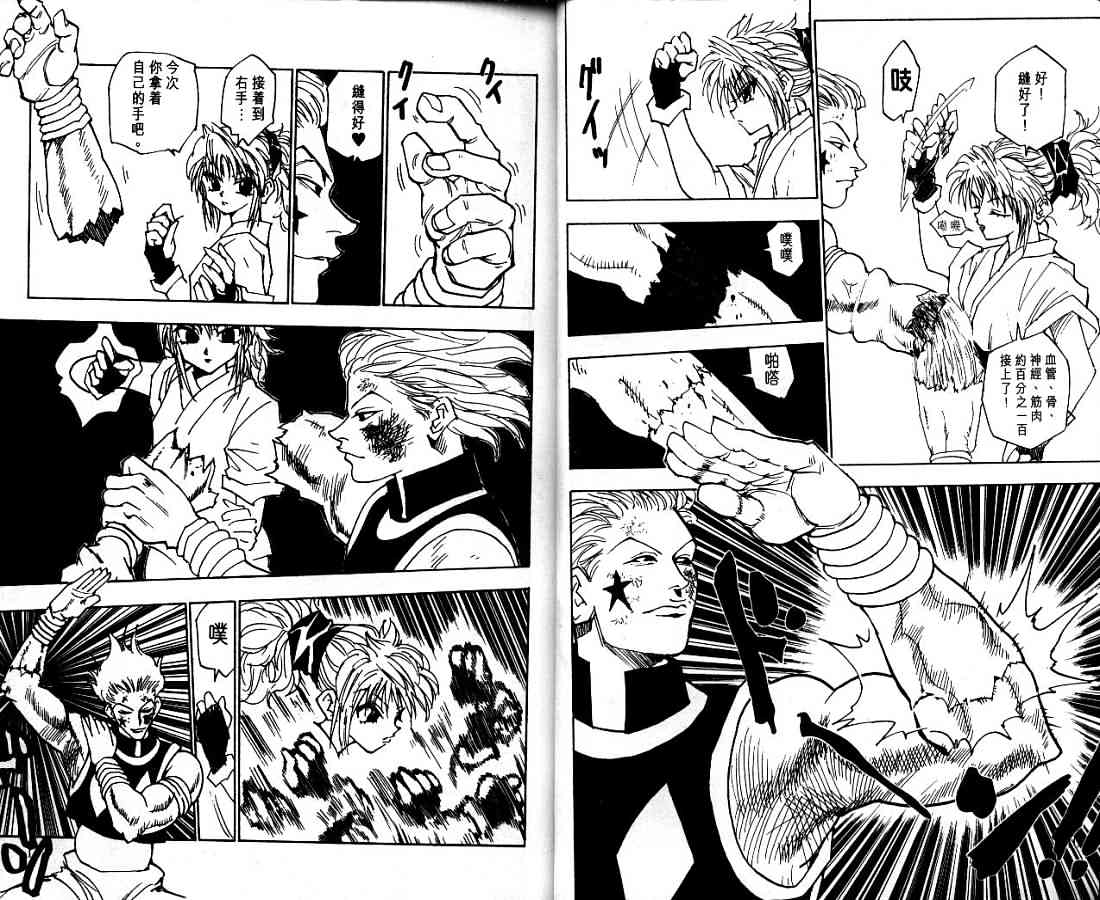 好！
縫好了！
吱
嘞喔
血管、骨、
神經、筋肉
約百分之一百
接上了！
グイッ
噗噗
啪嗒
クイ
クイ
縫得好♥
接着到
右手…
今次
你拿着
自己的手吧。
噗